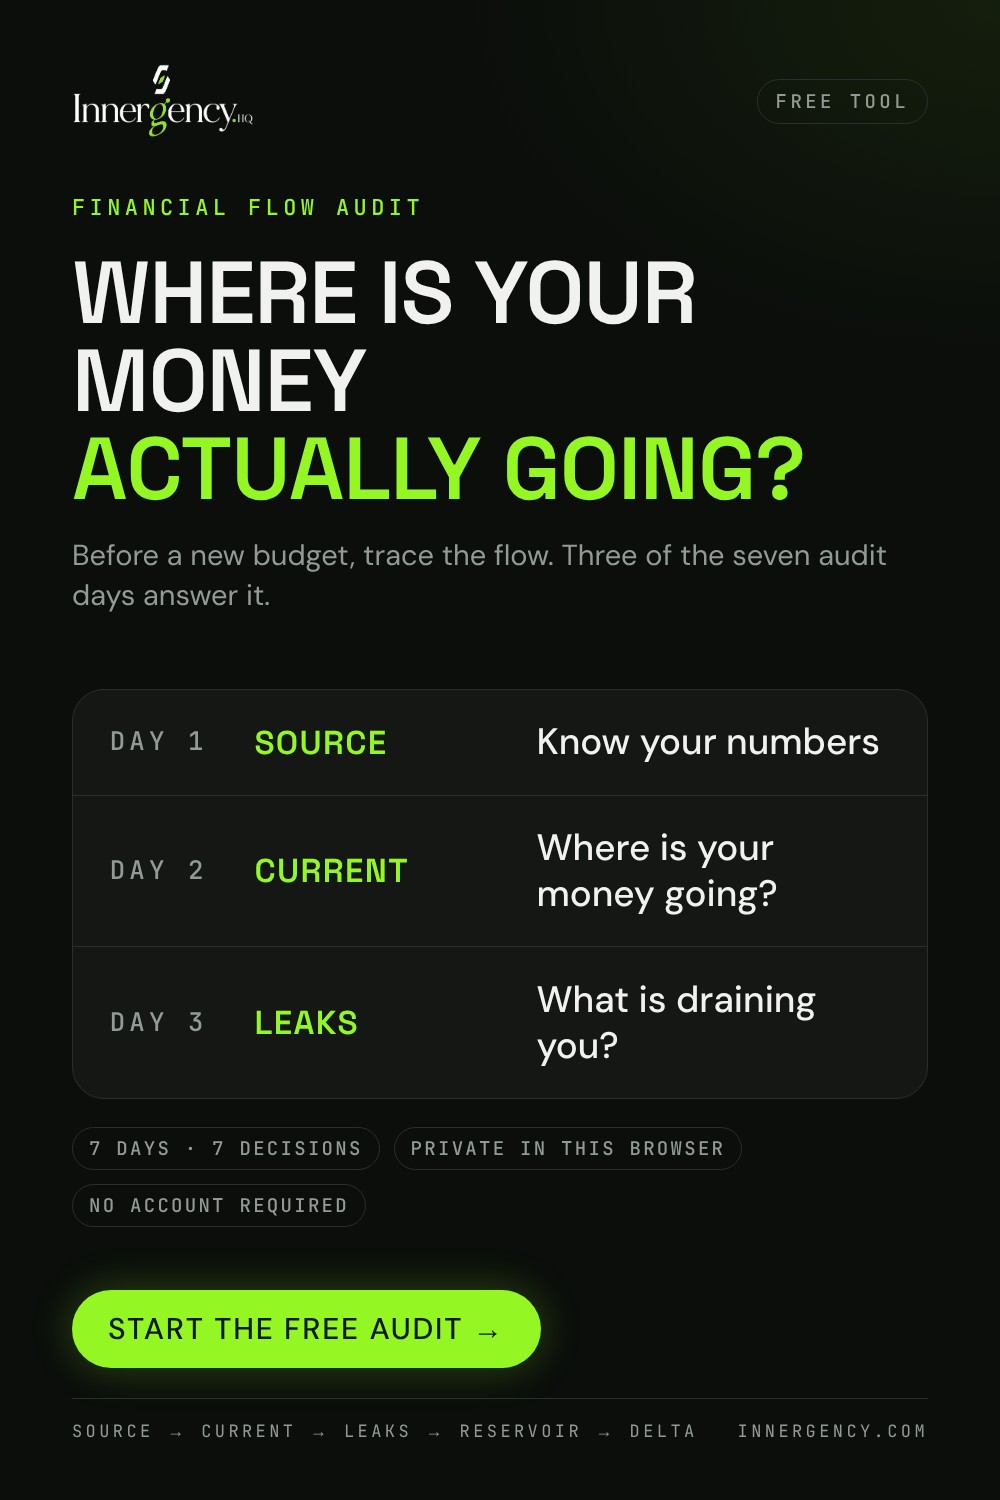 Innergency.HQ
FREE TOOL
FINANCIAL FLOW AUDIT
WHERE IS YOUR
MONEY
ACTUALLY GOING?
Before a new budget, trace the flow. Three of the seven audit
days answer it.
DAY 1 SOURCE Know your numbers
DAY 2 CURRENT Where is your
money going?
DAY 3 LEAKS What is draining
you?
7 DAYS · 7 DECISIONS PRIVATE IN THIS BROWSER
NO ACCOUNT REQUIRED
START THE FREE AUDIT →
SOURCE → CURRENT → LEAKS → RESERVOIR → DELTA INNERGENCY.COM